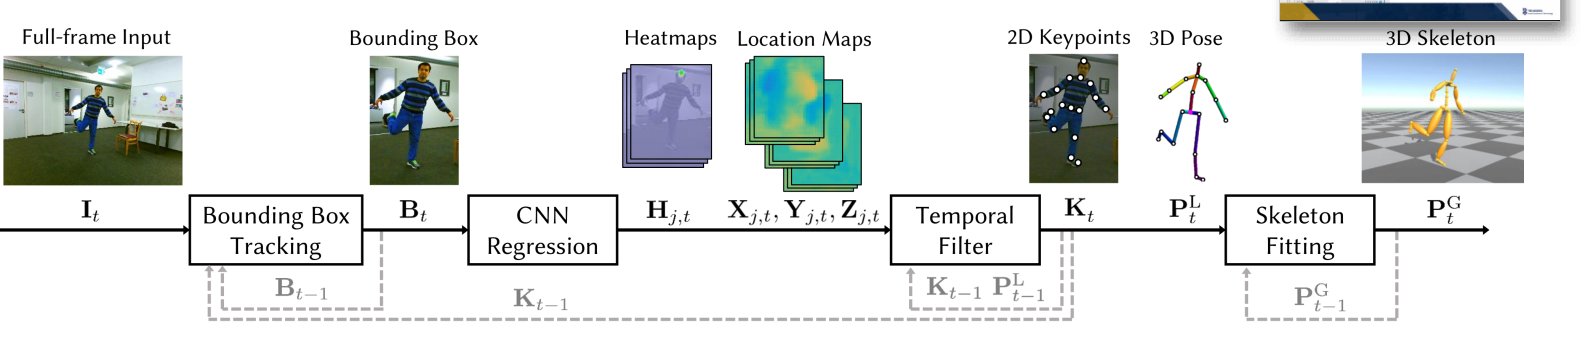 Full-frame Input
Bounding Box
Heatmaps
Location Maps
2D Keypoints
3D Pose
3D Skeleton
I_t
Bounding Box
Tracking
B_t
CNN
Regression
H_{j,t}
X_{j,t}, Y_{j,t}, Z_{j,t}
Temporal
Filter
K_t
P_t^L
Skeleton
Fitting
P_t^G
B_{t−1}
K_{t−1}
K_{t−1} P_{t−1}^L
P_{t−1}^G